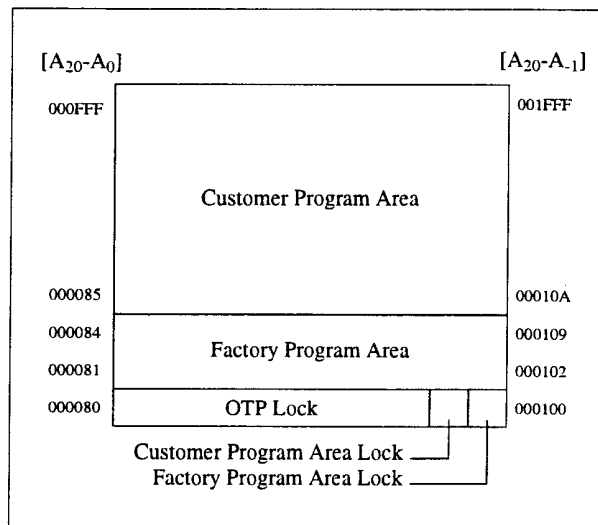 [A20-A0] [A20-A-1]
000FFF 001FFF
Customer Program Area
000085 00010A
000084 000109
Factory Program Area
000081 000102
000080 OTP Lock 000100
Customer Program Area Lock
Factory Program Area Lock